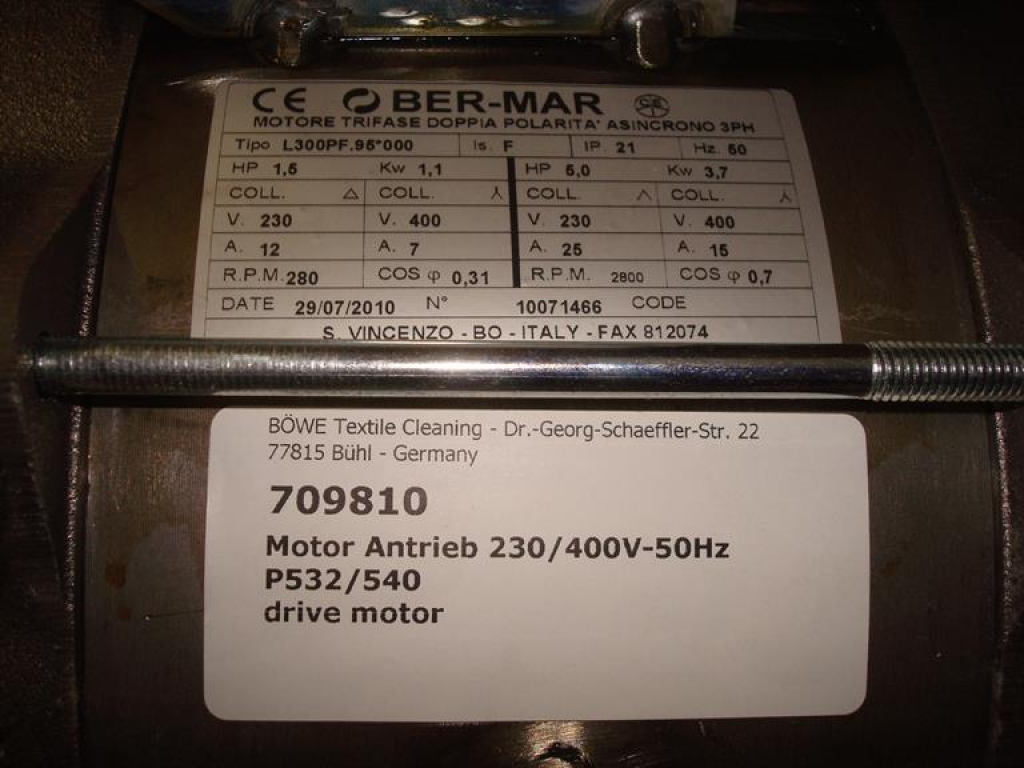 CE BER-MAR
MOTORE TRIFASE DOPPIA POLARITA' ASINCRONO 3PH
Tipo L300PF.95*000 Is. F IP. 21 Hz. 50
HP 1,5 Kw 1,1 HP 5,0 Kw 3,7
COLL. △ COLL. ⅄ COLL. ^ COLL. ⅄
V. 230 V. 400 V. 230 V. 400
A. 12 A. 7 A. 25 A. 15
R.P.M. 280 COS φ 0,31 R.P.M. 2800 COS φ 0,7
DATE 29/07/2010 N° 10071466 CODE
S. VINCENZO - BO - ITALY - FAX 812074
BÖWE Textile Cleaning - Dr.-Georg-Schaeffler-Str. 22
77815 Bühl - Germany
709810
Motor Antrieb 230/400V-50Hz
P532/540
drive motor